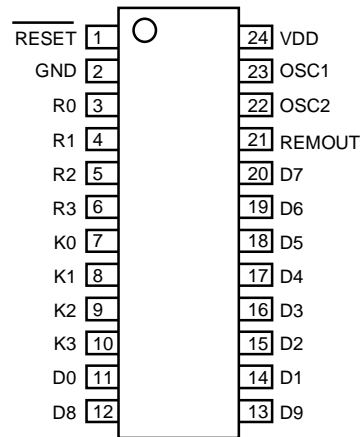 RESET 1 24 VDD
GND 2 23 OSC1
R0 3 22 OSC2
R1 4 21 REMOUT
R2 5 20 D7
R3 6 19 D6
K0 7 18 D5
K1 8 17 D4
K2 9 16 D3
K3 10 15 D2
D0 11 14 D1
D8 12 13 D9